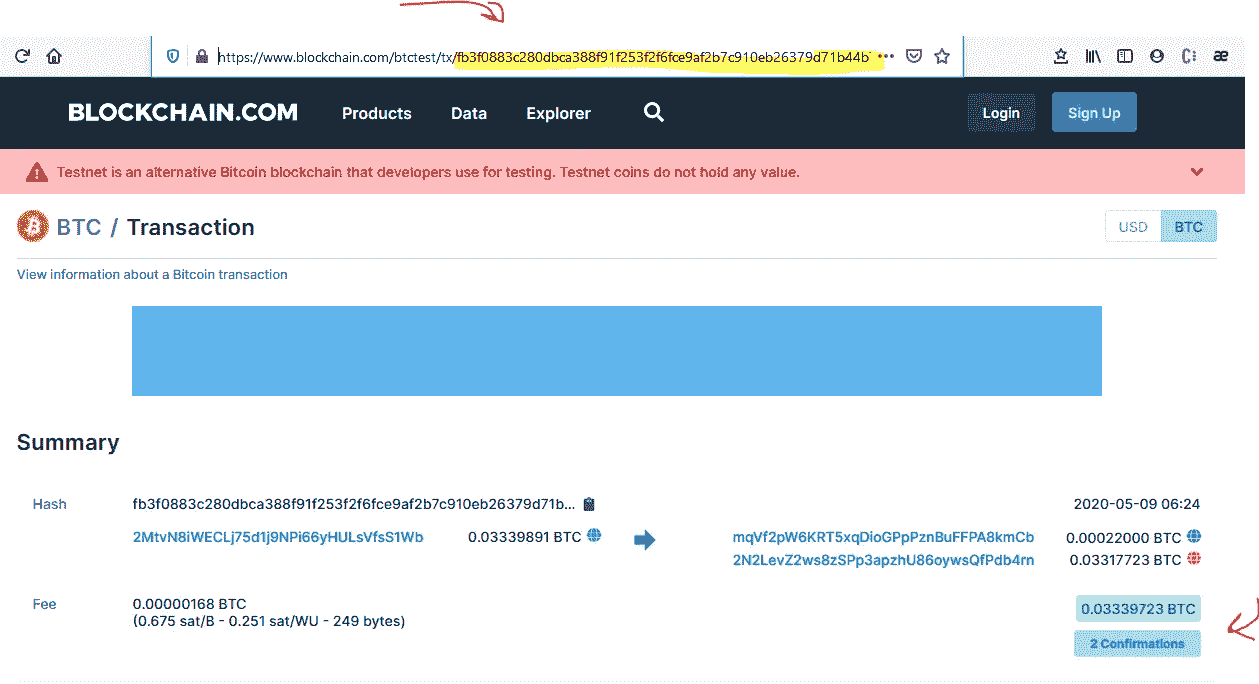 https://www.blockchain.com/btctest/tx/fb3f0883c280dbca388f91f253f2f6fce9af2b7c910eb26379d71b44b
BLOCKCHAIN.COM Products Data Explorer Login Sign Up
Testnet is an alternative Bitcoin blockchain that developers use for testing. Testnet coins do not hold any value.
BTC / Transaction USD BTC
View information about a Bitcoin transaction
Summary
Hash fb3f0883c280dbca388f91f253f2f6fce9af2b7c910eb26379d71b... 2020-05-09 06:24
2MtvN8iWECLj75d1j9NPi66yHULsVfsS1Wb 0.03339891 BTC mqVf2pW6KRT5xqDioGPpPznBuFFPA8kmCb 0.00022000 BTC
2N2LevZ2ws8zSPp3apzhU86oywsQfPdb4rn 0.03317723 BTC
Fee 0.00000168 BTC 0.03339723 BTC
(0.675 sat/B - 0.251 sat/WU - 249 bytes)
2 Confirmations